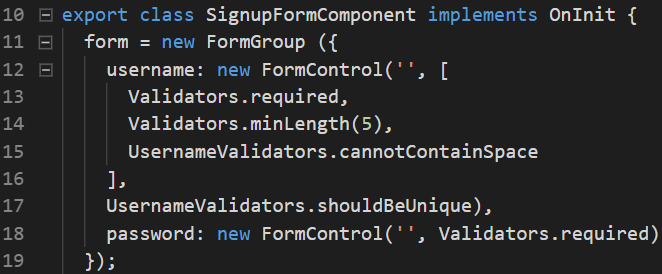 10 export class SignupFormComponent implements OnInit {
11 form = new FormGroup ({
12 username: new FormControl('', [
13 Validators.required,
14 Validators.minLength(5),
15 UsernameValidators.cannotContainSpace
16 ],
17 UsernameValidators.shouldBeUnique),
18 password: new FormControl('', Validators.required)
19 });